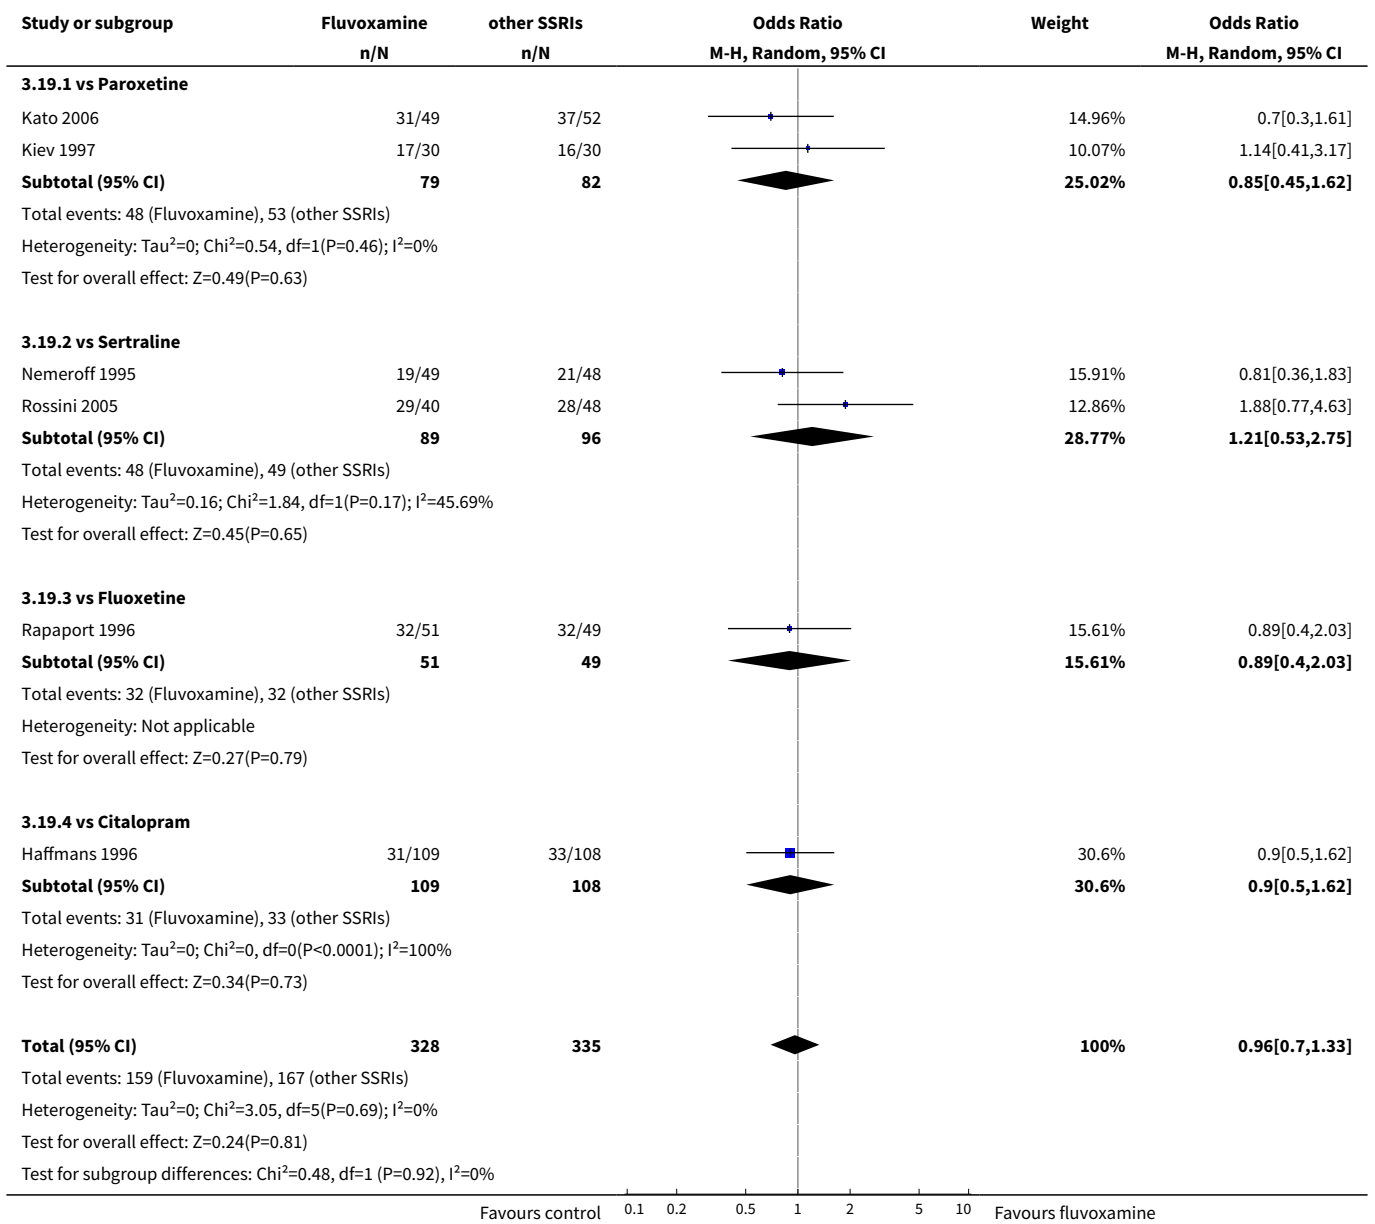 Study or subgroup Fluvoxamine other SSRIs Odds Ratio Weight Odds Ratio
n/N n/N M-H, Random, 95% CI M-H, Random, 95% CI
3.19.1 vs Paroxetine
Kato 2006 31/49 37/52 14.96% 0.7[0.3,1.61]
Kiev 1997 17/30 16/30 10.07% 1.14[0.41,3.17]
Subtotal (95% CI) 79 82 25.02% 0.85[0.45,1.62]
Total events: 48 (Fluvoxamine), 53 (other SSRIs)
Heterogeneity: Tau²=0; Chi²=0.54, df=1(P=0.46); I²=0%
Test for overall effect: Z=0.49(P=0.63)
3.19.2 vs Sertraline
Nemeroff 1995 19/49 21/48 15.91% 0.81[0.36,1.83]
Rossini 2005 29/40 28/48 12.86% 1.88[0.77,4.63]
Subtotal (95% CI) 89 96 28.77% 1.21[0.53,2.75]
Total events: 48 (Fluvoxamine), 49 (other SSRIs)
Heterogeneity: Tau²=0.16; Chi²=1.84, df=1(P=0.17); I²=45.69%
Test for overall effect: Z=0.45(P=0.65)
3.19.3 vs Fluoxetine
Rapaport 1996 32/51 32/49 15.61% 0.89[0.4,2.03]
Subtotal (95% CI) 51 49 15.61% 0.89[0.4,2.03]
Total events: 32 (Fluvoxamine), 32 (other SSRIs)
Heterogeneity: Not applicable
Test for overall effect: Z=0.27(P=0.79)
3.19.4 vs Citalopram
Haffmans 1996 31/109 33/108 30.6% 0.9[0.5,1.62]
Subtotal (95% CI) 109 108 30.6% 0.9[0.5,1.62]
Total events: 31 (Fluvoxamine), 33 (other SSRIs)
Heterogeneity: Tau²=0; Chi²=0, df=0(P<0.0001); I²=100%
Test for overall effect: Z=0.34(P=0.73)
Total (95% CI) 328 335 100% 0.96[0.7,1.33]
Total events: 159 (Fluvoxamine), 167 (other SSRIs)
Heterogeneity: Tau²=0; Chi²=3.05, df=5(P=0.69); I²=0%
Test for overall effect: Z=0.24(P=0.81)
Test for subgroup differences: Chi²=0.48, df=1 (P=0.92), I²=0%
Favours control 0.1 0.2 0.5 1 2 5 10 Favours fluvoxamine